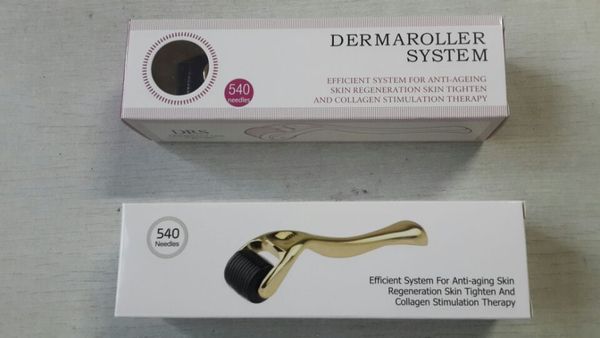 DERMAROLLER
SYSTEM
EFFICIENT SYSTEM FOR ANTI-AGEING
SKIN REGENERATION SKIN TIGHTEN
AND COLLAGEN STIMULATION THERAPY
540
needles
DRS
540
Needles
Efficient System For Anti-aging Skin
Regeneration Skin Tighten And
Collagen Stimulation Therapy